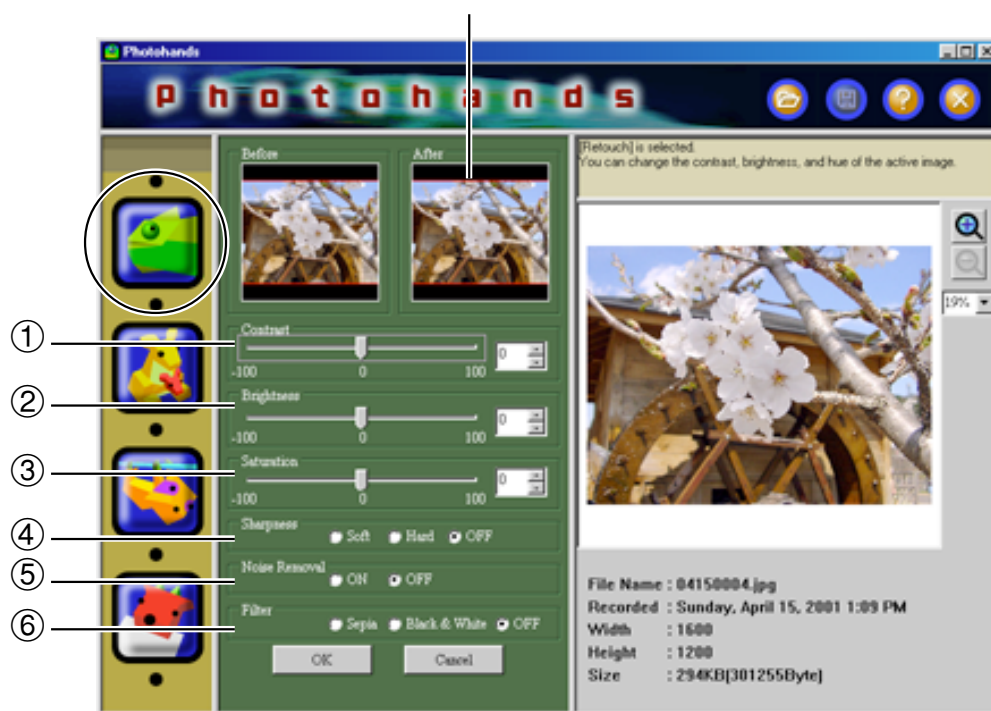 Photohands
Photohands
[Retouch] is selected.
You can change the contrast, brightness, and hue of the active image.
Before
After
19%
① Contrast
0
-100 0 100
② Brightness
0
-100 0 100
③ Saturation
0
-100 0 100
④ Sharpness
Soft Hard OFF
⑤ Noise Removal
ON OFF
⑥ Filter
Sepia Black & White OFF
OK Cancel
File Name : 04150004.jpg
Recorded : Sunday, April 15, 2001 1:09 PM
Width : 1600
Height : 1200
Size : 294KB[301255Byte]